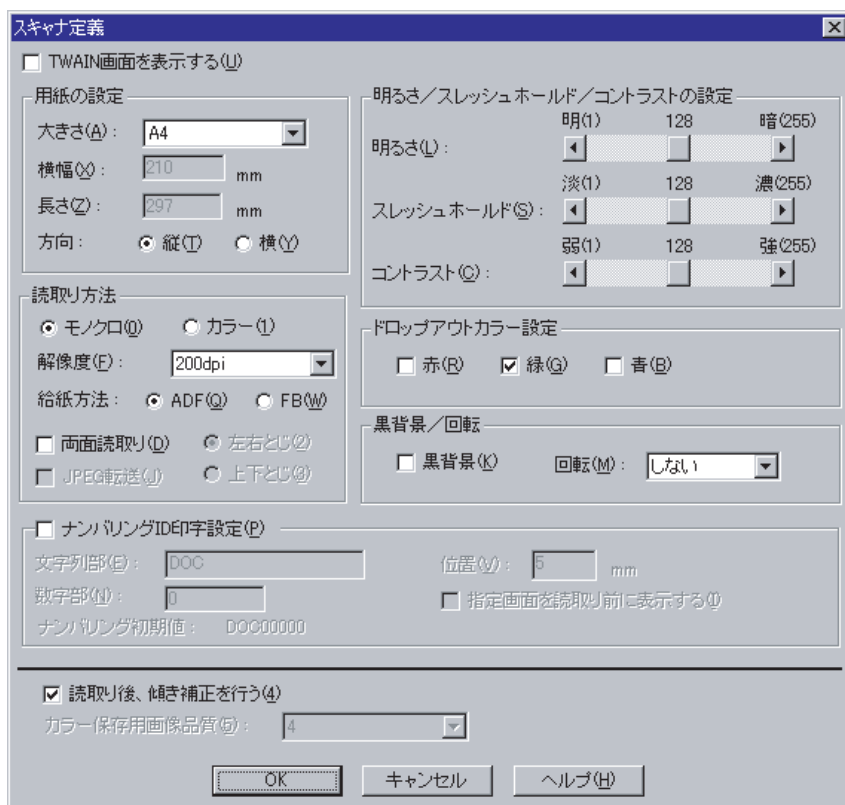 スキャナ定義
TWAIN画面を表示する(U)
用紙の設定
大きさ(A)： A4
横幅(X)： 210 mm
長さ(Z)： 297 mm
方向： 縦(T) 横(Y)
明るさ／スレッシュホールド／コントラストの設定
明(1) 128 暗(255)
明るさ(L)：
淡(1) 128 濃(255)
スレッシュホールド(S)：
弱(1) 128 強(255)
コントラスト(C)：
読取り方法
モノクロ(0) カラー(1)
解像度(F)： 200dpi
給紙方法： ADF(Q) FB(W)
両面読取り(D) 左右とじ(2)
JPEG転送(J) 上下とじ(3)
ドロップアウトカラー設定
赤(R) 緑(G) 青(B)
黒背景／回転
黒背景(K) 回転(M)： しない
ナンバリングID印字設定(P)
文字列部(E)： DOC 位置(V)： 5 mm
数字部(N)： 0 指定画面を読取り前に表示する(I)
ナンバリング初期値： DOC00000
読取り後、傾き補正を行う(4)
カラー保存用画像品質(5)： 4
OK キャンセル ヘルプ(H)